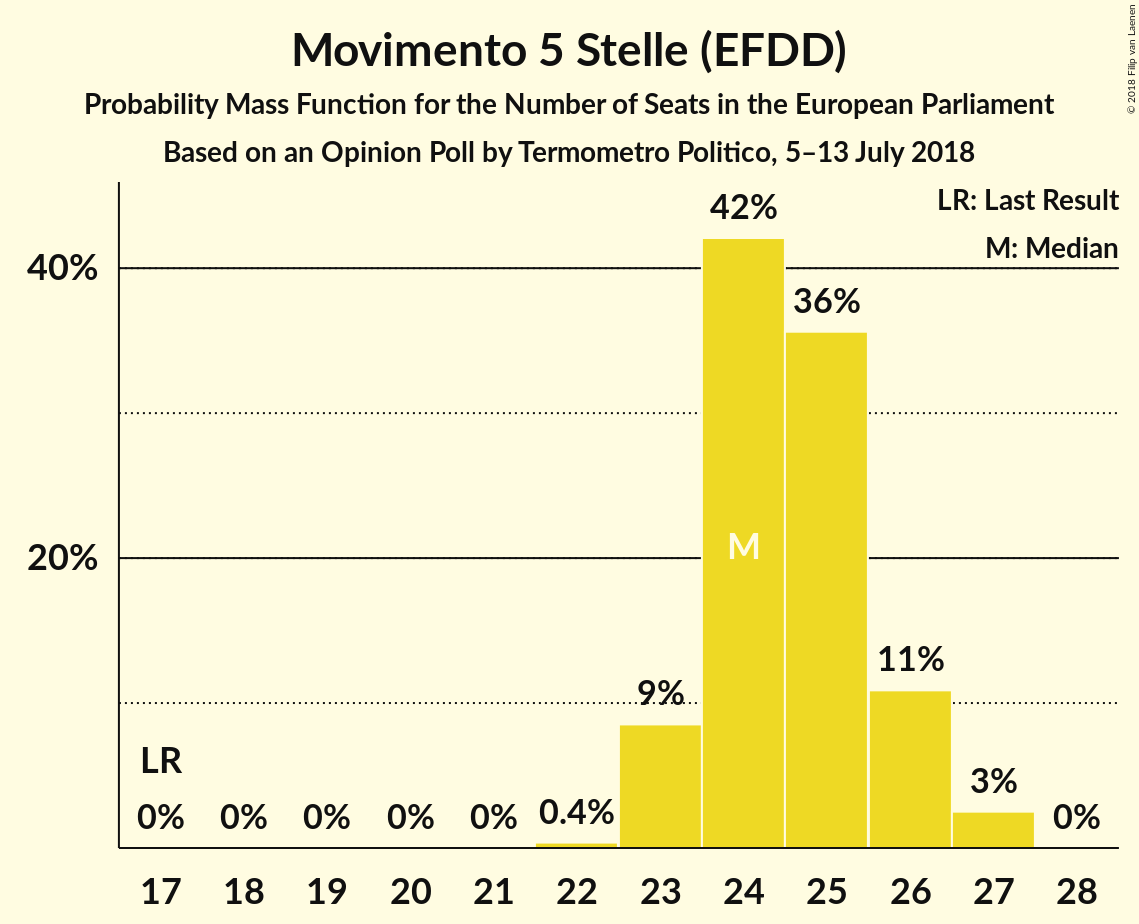 Movimento 5 Stelle (EFDD)
Probability Mass Function for the Number of Seats in the European Parliament
Based on an Opinion Poll by Termometro Politico, 5–13 July 2018
© 2018 Filip van Laenen
LR: Last Result
M: Median
42%
40%
36%
20%
M
11%
9%
LR
3%
0% 0% 0% 0% 0% 0.4% 0%
17 18 19 20 21 22 23 24 25 26 27 28